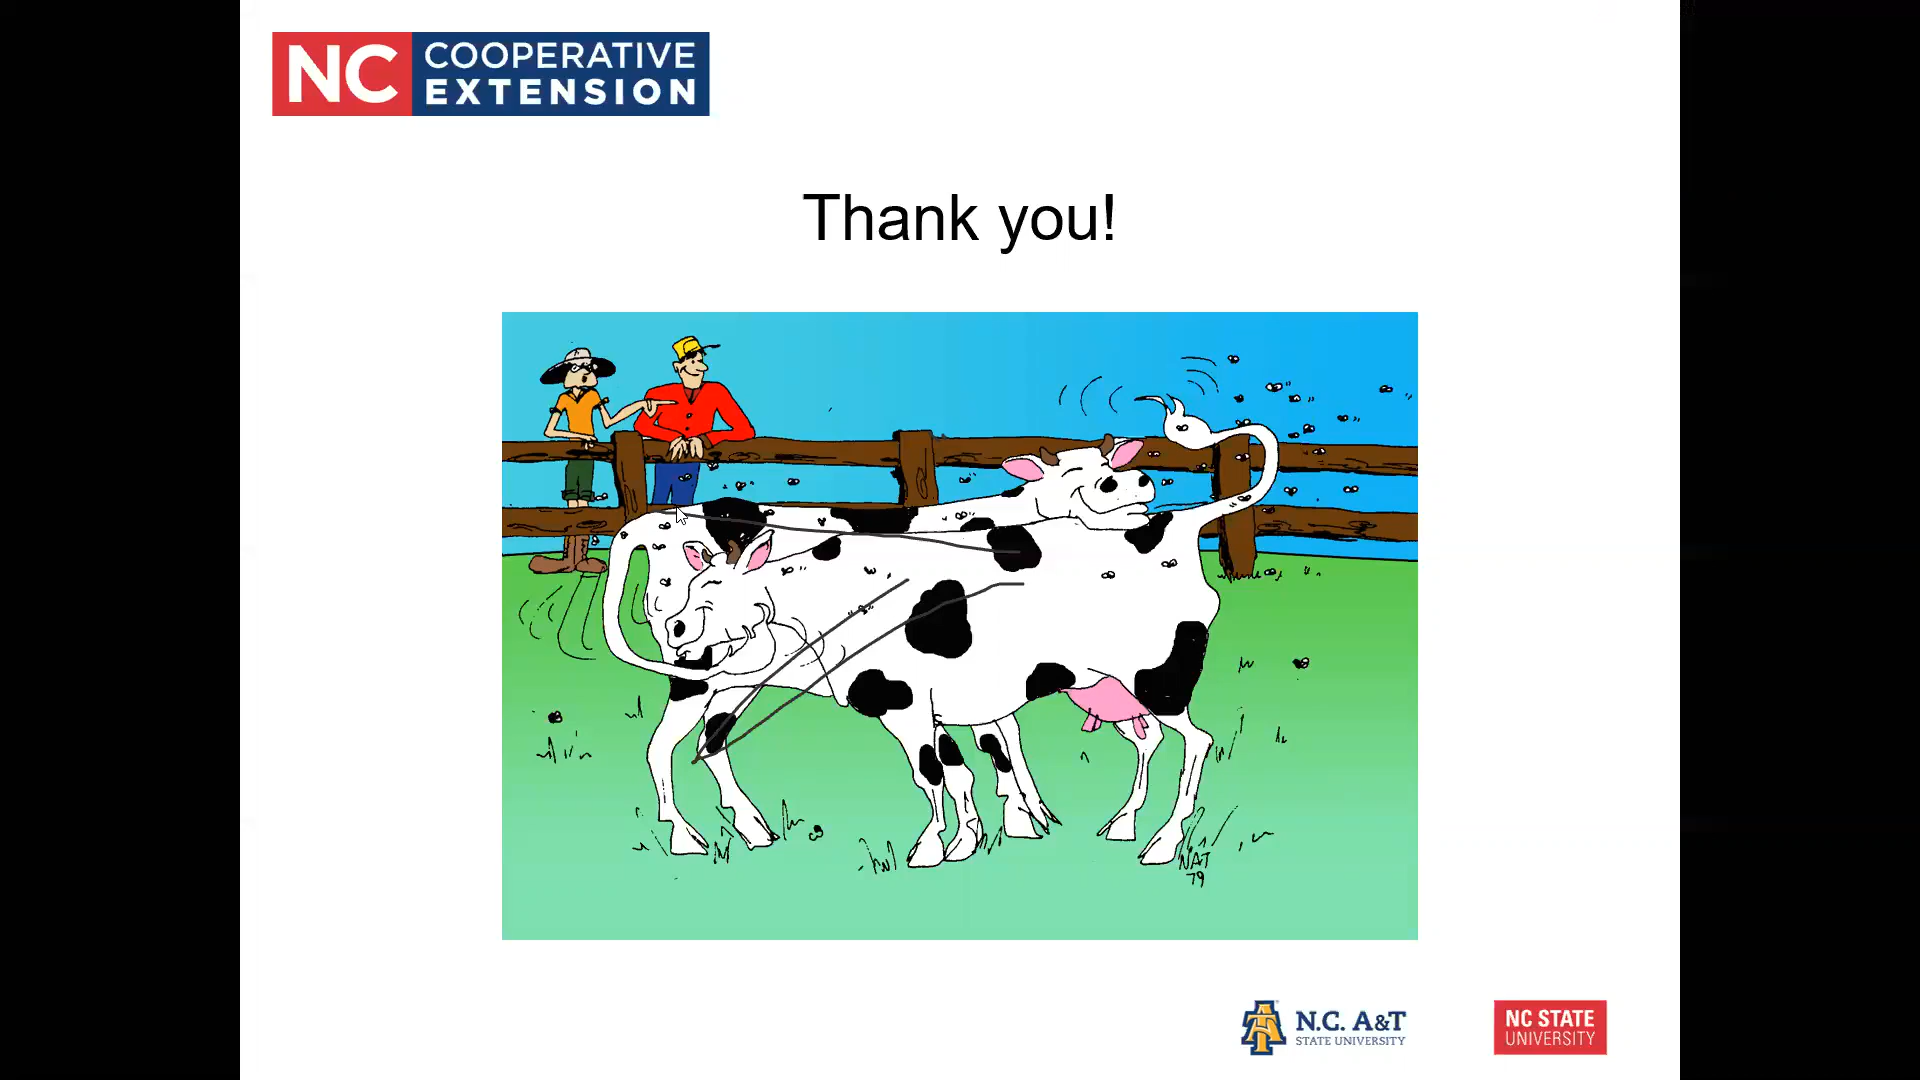 NC COOPERATIVE
EXTENSION
Thank you!
NAT
79
N.C. A&T
STATE UNIVERSITY
NC STATE
UNIVERSITY